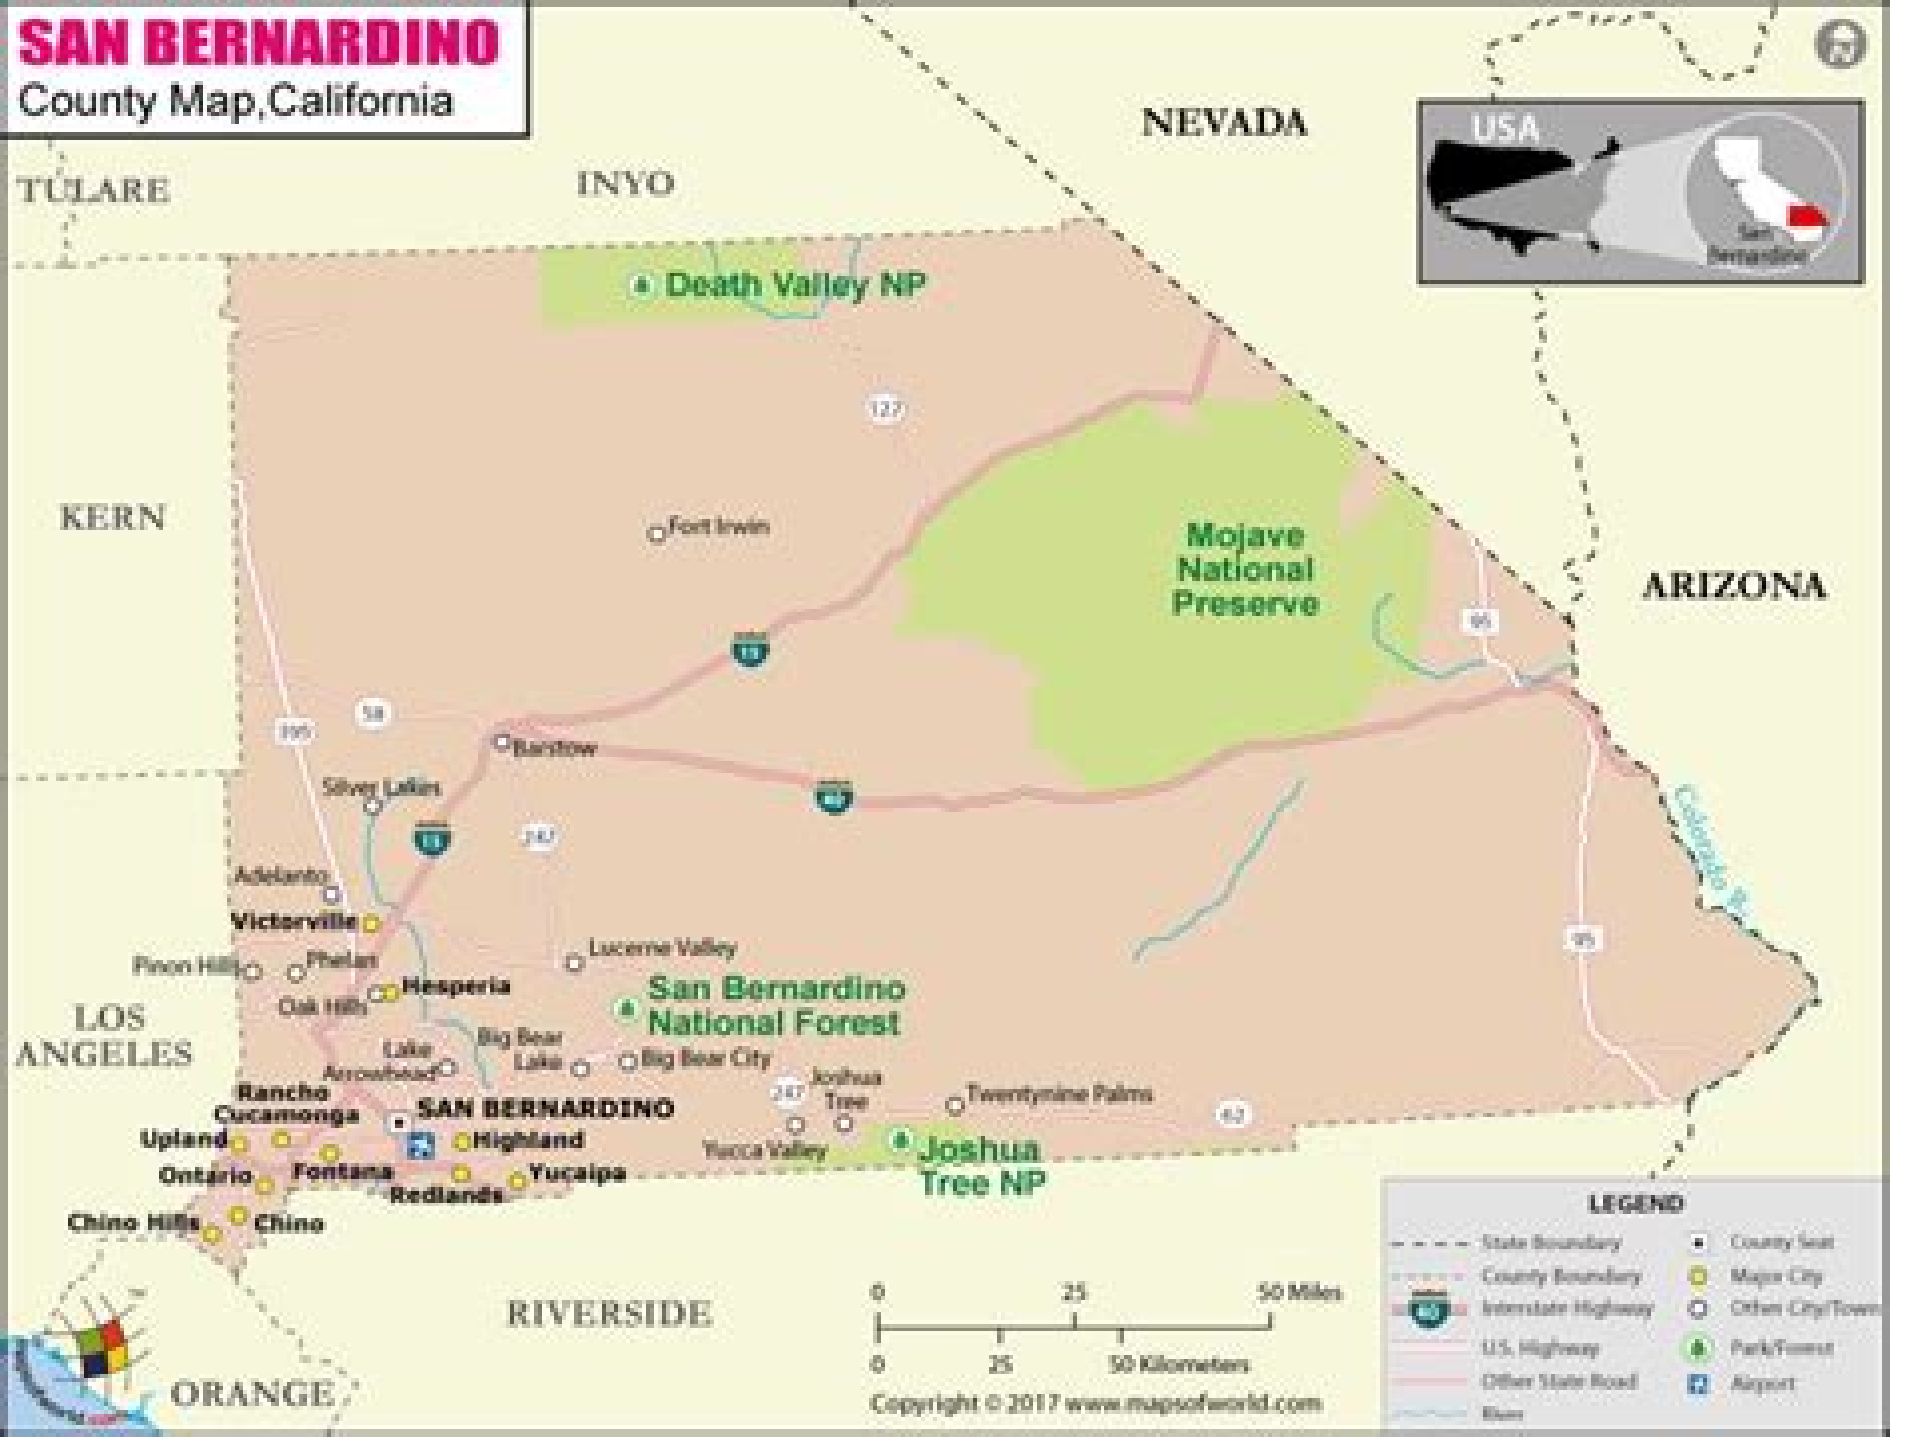 SAN BERNARDINO
County Map,California
NEVADA
USA
San
Bernardino
TULARE
INYO
Death Valley NP
127
KERN
Fort Irwin
Mojave
National
Preserve
ARIZONA
95
15
58
395
Barstow
Silver Lakes
40
15
247
Colorado R.
Adelanto
Victorville
95
Lucerne Valley
Pinon Hills
Phelan
Hesperia
Oak Hills
San Bernardino
National Forest
LOS
ANGELES
Big Bear
Lake
Big Bear City
Lake
Arrowhead
247
Joshua
Tree
Twentynine Palms
62
Rancho
Cucamonga
SAN BERNARDINO
Upland
Highland
Yucca Valley
Joshua
Tree NP
Ontario
Fontana
Yucaipa
Redlands
Chino Hills
Chino
RIVERSIDE
ORANGE
0 25 50 Miles
0 25 50 Kilometers
Copyright © 2017 www.mapsofworld.com
LEGEND
State Boundary
County Boundary
40 Interstate Highway
U.S. Highway
Other State Road
River
County Seat
Major City
Other City/Town
Park/Forest
Airport